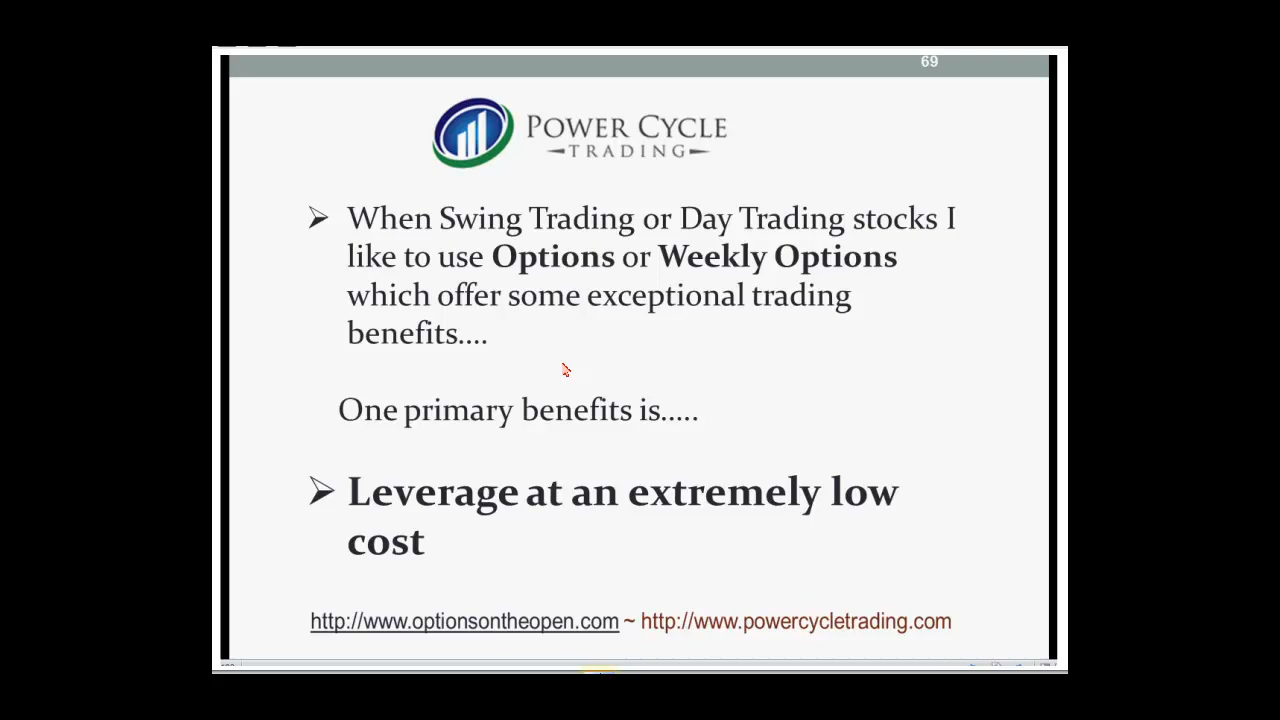 69
POWER CYCLE
TRADING
When Swing Trading or Day Trading stocks I
like to use Options or Weekly Options
which offer some exceptional trading
benefits....
One primary benefits is.....
Leverage at an extremely low
cost
http://www.optionsontheopen.com ~ http://www.powercycletrading.com